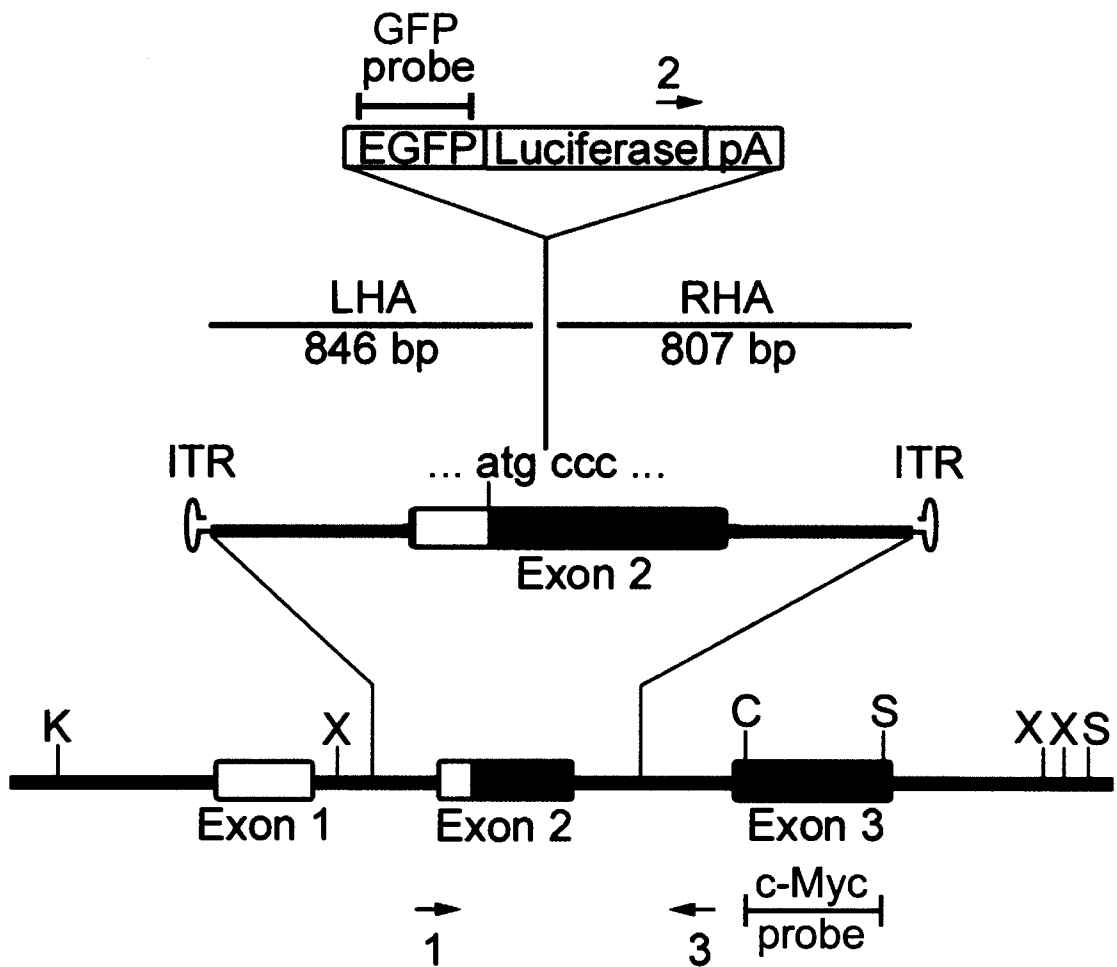 GFP
probe
2
EGFP Luciferase pA
LHA RHA
846 bp 807 bp
ITR ... atg ccc ... ITR
Exon 2
K X C S X X S
Exon 1 Exon 2 Exon 3
c-Myc
probe
1 3